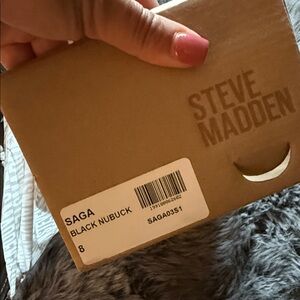 STEVE
MADDEN
SAGA
BLACK NUBUCK
8
SAGA03S1